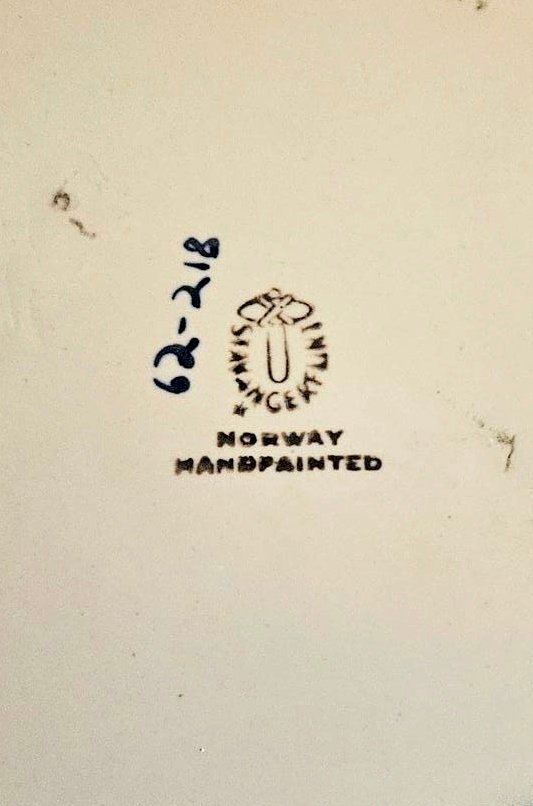 62-218
STAVANGERFLINT
NORWAY
HANDPAINTED